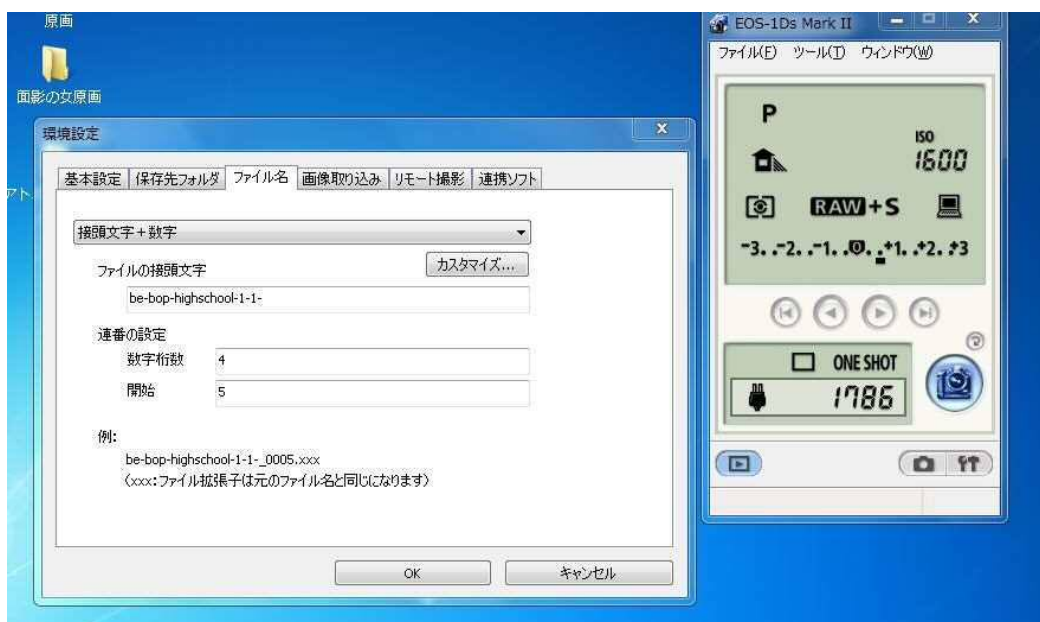 原画
面影の女原画
アト
環境設定
基本設定 保存先フォルダ ファイル名 画像取り込み リモート撮影 連携ソフト
接頭文字+数字
ファイルの接頭文字
カスタマイズ...
be-bop-highschool-1-1-
連番の設定
数字桁数 4
開始 5
例:
be-bop-highschool-1-1-_0005.xxx
(xxx:ファイル拡張子は元のファイル名と同じになります)
OK キャンセル
EOS-1Ds Mark II
ファイル(F) ツール(T) ウィンドウ(W)
P
ISO
1600
RAW+S
-3..-2..-1..0..+1..+2.:+3
ONE SHOT
1786